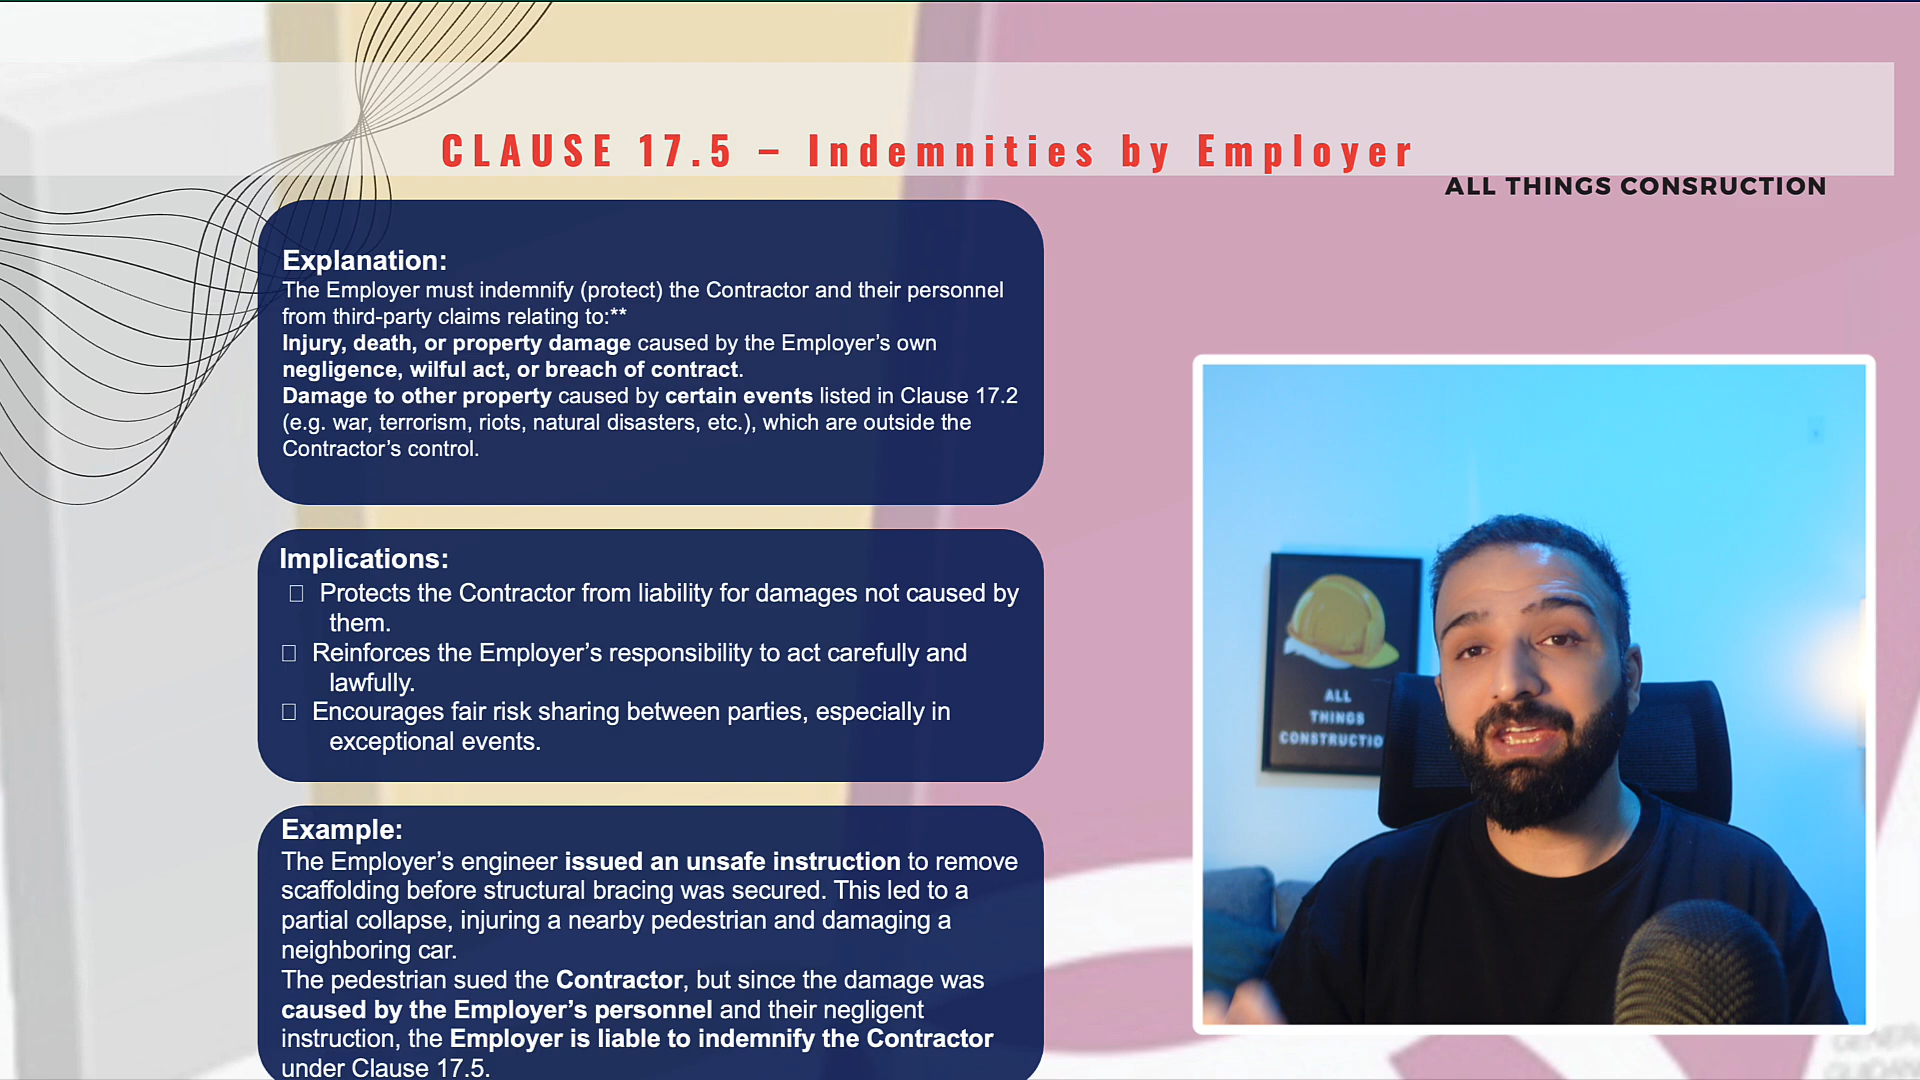 CLAUSE 17.5 – Indemnities by Employer
ALL THINGS CONSRUCTION
Explanation:
The Employer must indemnify (protect) the Contractor and their personnel
from third-party claims relating to:**
Injury, death, or property damage caused by the Employer’s own
negligence, wilful act, or breach of contract.
Damage to other property caused by certain events listed in Clause 17.2
(e.g. war, terrorism, riots, natural disasters, etc.), which are outside the
Contractor’s control.
Implications:
Protects the Contractor from liability for damages not caused by
them.
Reinforces the Employer’s responsibility to act carefully and
lawfully.
Encourages fair risk sharing between parties, especially in
exceptional events.
Example:
The Employer’s engineer issued an unsafe instruction to remove
scaffolding before structural bracing was secured. This led to a
partial collapse, injuring a nearby pedestrian and damaging a
neighboring car.
The pedestrian sued the Contractor, but since the damage was
caused by the Employer’s personnel and their negligent
instruction, the Employer is liable to indemnify the Contractor
under Clause 17.5.
ALL
THINGS
CONSTRUCTIO